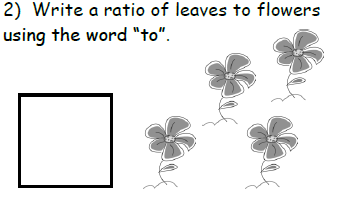 2) Write a ratio of leaves to flowers
using the word “to”.